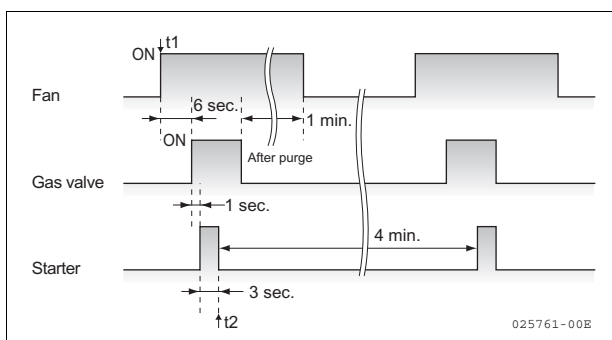 ON
t1
Fan
6 sec.
1 min.
ON
After purge
Gas valve
1 sec.
4 min.
Starter
3 sec.
t2
025761-00E